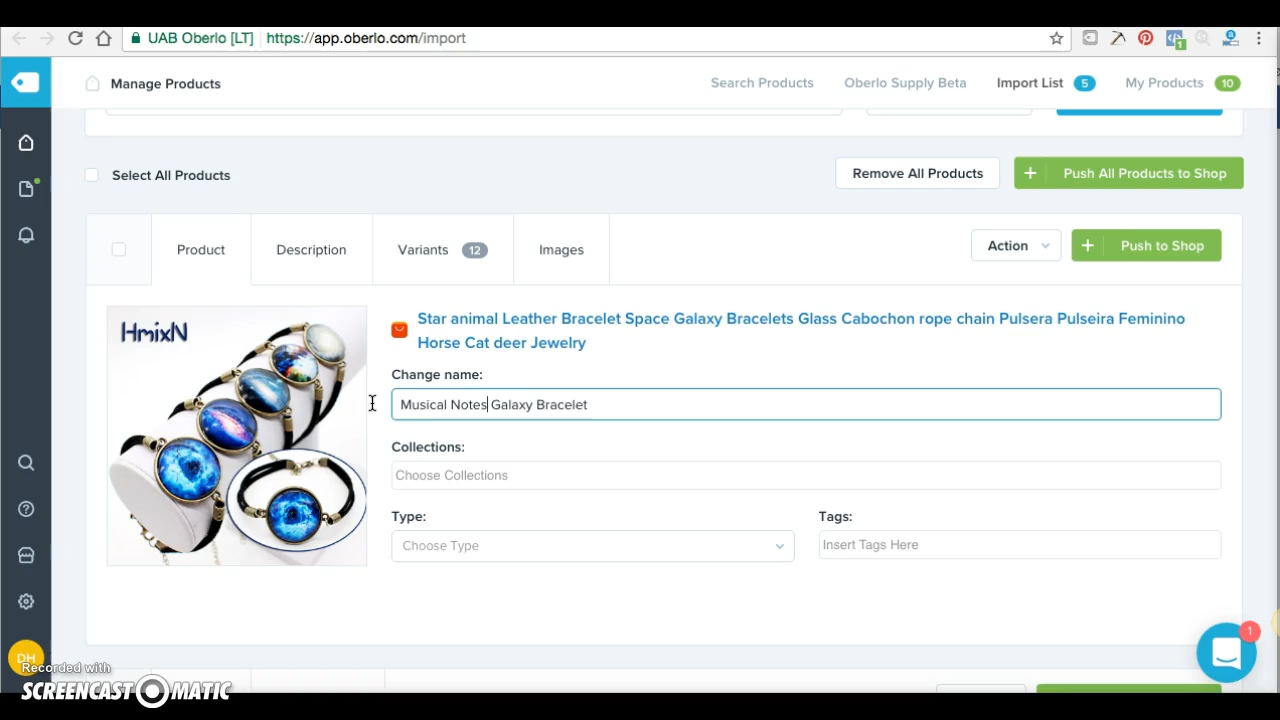 UAB Oberlo [LT] https://app.oberlo.com/import
1
Manage Products
Search Products
Oberlo Supply Beta
Import List 5
My Products 10
Select All Products
Remove All Products
+ Push All Products to Shop
Product
Description
Variants 12
Images
Action
+ Push to Shop
HmixN
Star animal Leather Bracelet Space Galaxy Bracelets Glass Cabochon rope chain Pulsera Pulseira Feminino
Horse Cat deer Jewelry
Change name:
Musical Notes Galaxy Bracelet
Collections:
Choose Collections
Type:
Tags:
Choose Type
Insert Tags Here
1
DH
Recorded with
SCREENCAST-O-MATIC